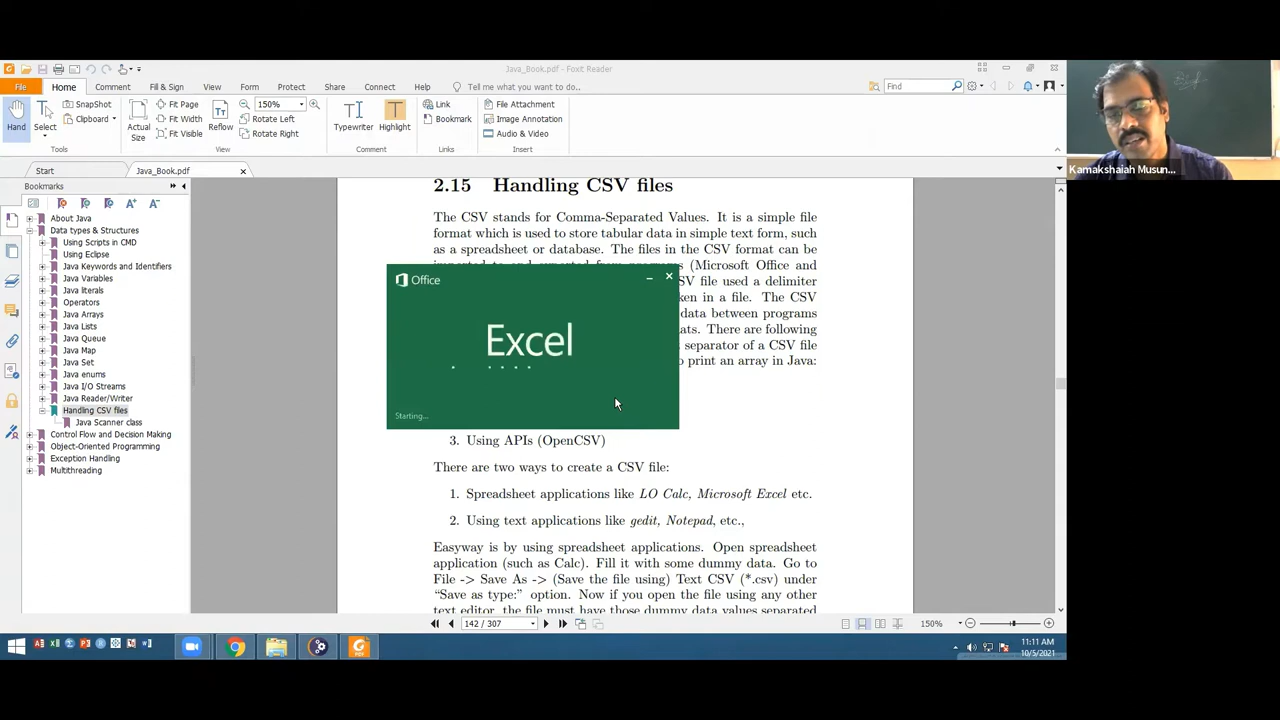 Java_Book.pdf - Foxit Reader
File Home Comment Fill & Sign View Form Protect Share Connect Help Tell me what you want to do.. Find
Hand
Select
SnapShot
Clipboard
Tools
Actual
Size
Fit Page
Fit Width
Fit Visible
Reflow
150%
Rotate Left
Rotate Right
View
Typewriter
Highlight
Comment
Link
Bookmark
Links
File Attachment
Image Annotation
Audio & Video
Insert
Kamakshaiah Musun...
Start Java_Book.pdf
Bookmarks
About Java
Data types & Structures
Using Scripts in CMD
Using Eclipse
Java Keywords and Identifiers
Java Variables
Java literals
Operators
Java Arrays
Java Lists
Java Queue
Java Map
Java Set
Java enums
Java I/O Streams
Java Reader/Writer
Handling CSV files
Java Scanner class
Control Flow and Decision Making
Object-Oriented Programming
Exception Handling
Multithreading
2.15 Handling CSV files
The CSV stands for Comma-Separated Values. It is a simple file
format which is used to store tabular data in simple text form, such
as a spreadsheet or database. The files in the CSV format can be
(Microsoft Office and
SV file used a delimiter
ken in a file. The CSV
data between programs
ats. There are following
separator of a CSV file
o print an array in Java:
Office
Excel
Starting...
3. Using APIs (OpenCSV)
There are two ways to create a CSV file:
1. Spreadsheet applications like LO Calc, Microsoft Excel etc.
2. Using text applications like gedit, Notepad, etc.,
Easyway is by using spreadsheet applications. Open spreadsheet
application (such as Calc). Fill it with some dummy data. Go to
File -> Save As -> (Save the file using) Text CSV (*.csv) under
“Save as type:” option. Now if you open the file using any other
text editor, the file must have those dummy data values separated
142 / 307
150%
11:11 AM
10/5/2021